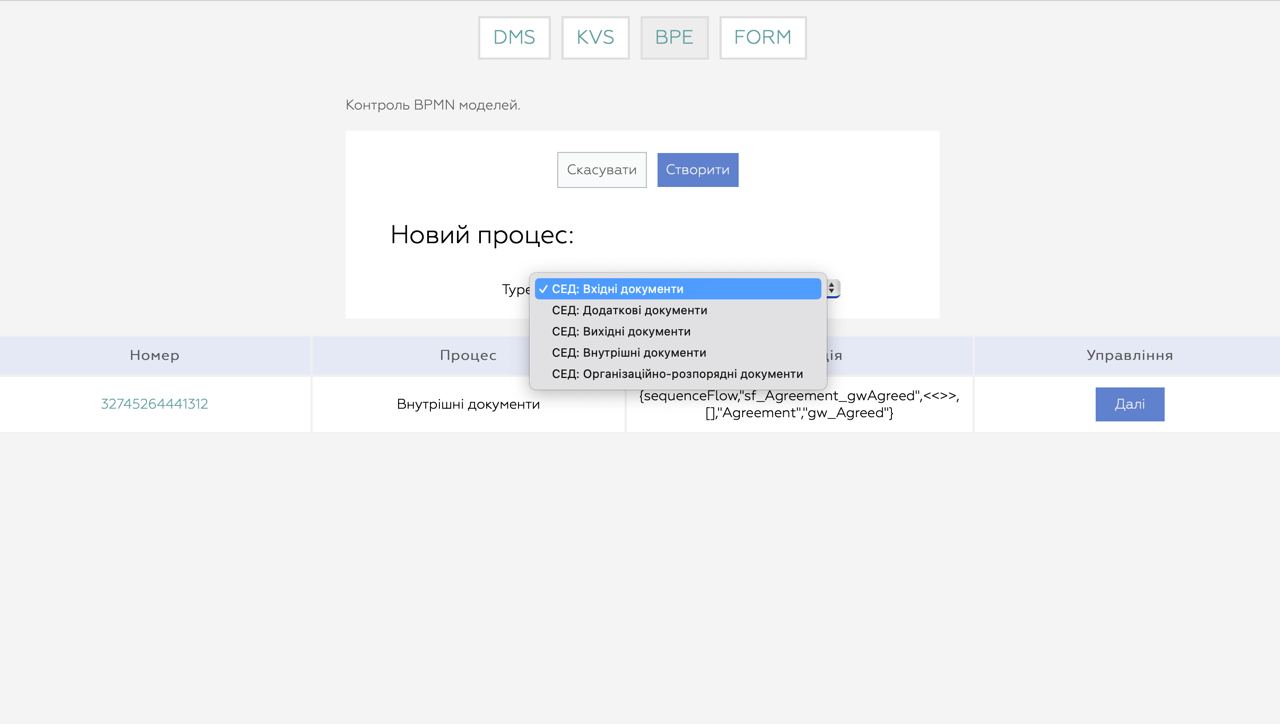 DMS KVS BPE FORM
Контроль BPMN моделей.
Скасувати Створити
Новий процес:
Type
✓ СЕД: Вхідні документи
СЕД: Додаткові документи
СЕД: Вихідні документи
СЕД: Внутрішні документи
СЕД: Організаційно-розпорядні документи
Номер Процес Управління
32745264441312 Внутрішні документи {sequenceFlow,"sf_Agreement_gwAgreed",<<>>,
[],"Agreement","gw_Agreed"} Далі